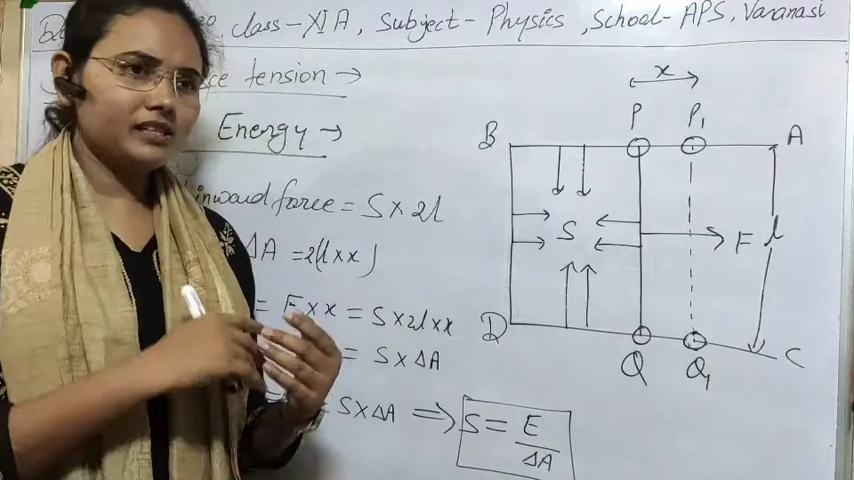 class-XI A, Subject- Physics, School- APS, Varanasi
tension →
Energy →
inward force = S x 2l
ΔA = 2(l x x)
= F x x = S x 2l x x
= S x ΔA
= S x ΔA ⇒ S = E / ΔA
x
P P₁
B A
S F l
D C
Q Q₁